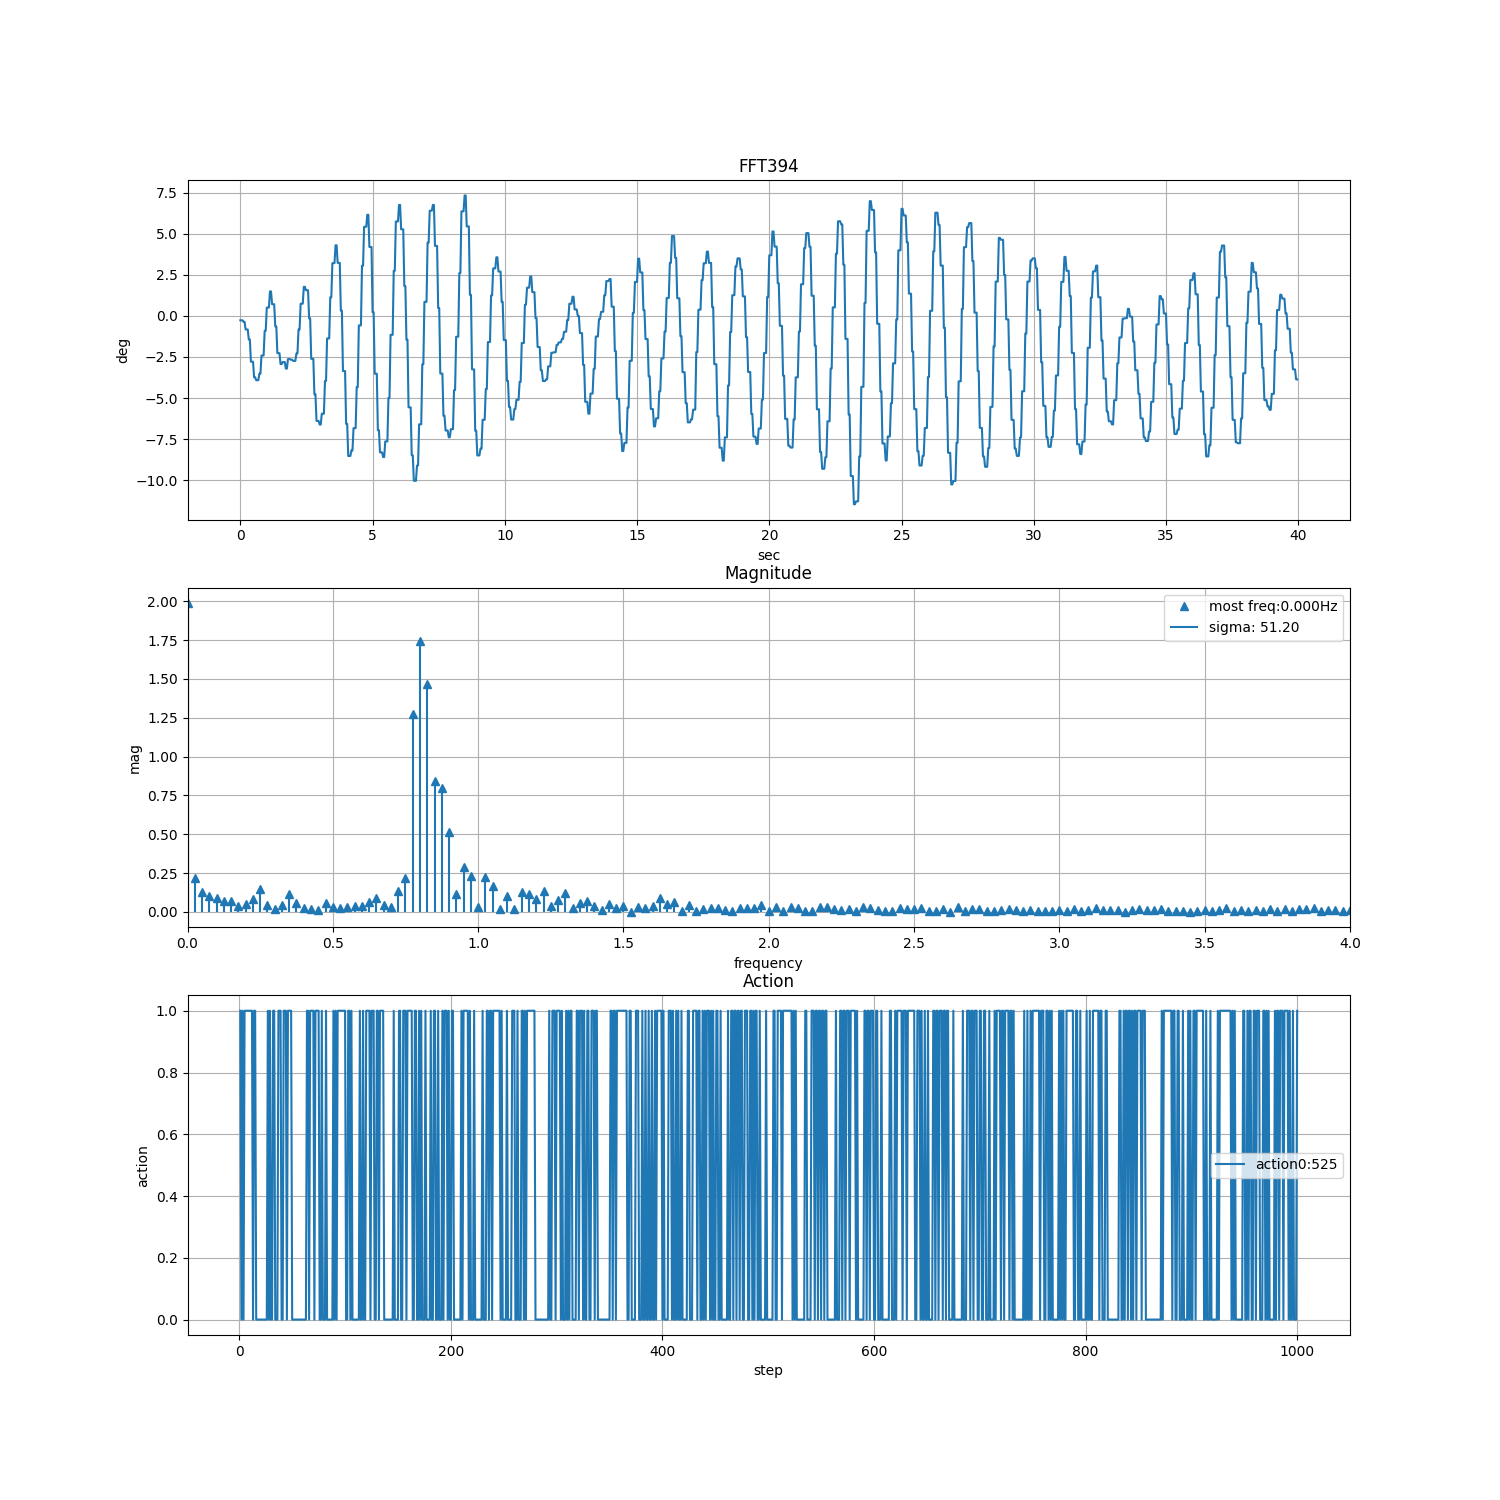 FFT394
7.5
5.0
2.5
0.0
−2.5
−5.0
−7.5
−10.0
deg
0 5 10 15 20 25 30 35 40
sec
Magnitude
2.00
1.75
1.50
1.25
1.00
0.75
0.50
0.25
0.00
mag
most freq:0.000Hz
sigma: 51.20
0.0 0.5 1.0 1.5 2.0 2.5 3.0 3.5 4.0
frequency
Action
1.0
0.8
0.6
0.4
0.2
0.0
action
action0:525
0 200 400 600 800 1000
step